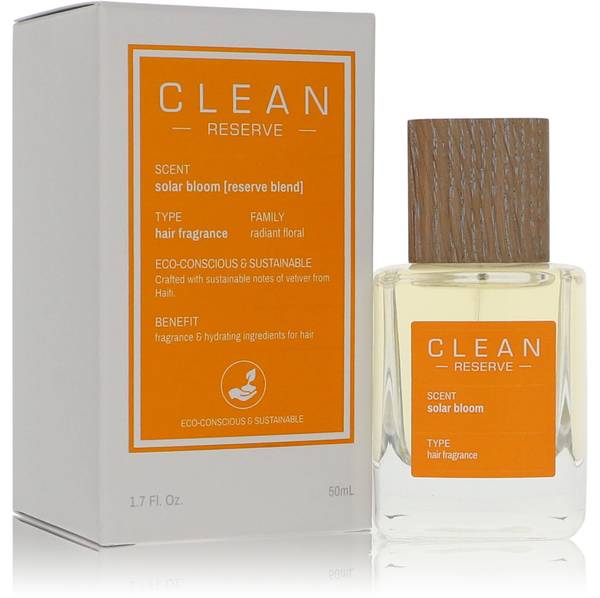 CLEAN
— RESERVE —
SCENT
solar bloom [reserve blend]
TYPE
hair fragrance
FAMILY
radiant floral
ECO-CONSCIOUS & SUSTAINABLE
Crafted with sustainable notes of vetiver from
Haiti.
BENEFIT
fragrance & hydrating ingredients for hair
ECO-CONSCIOUS & SUSTAINABLE
1.7 Fl. Oz.
50mL
CLEAN
— RESERVE —
SCENT
solar bloom
TYPE
hair fragrance